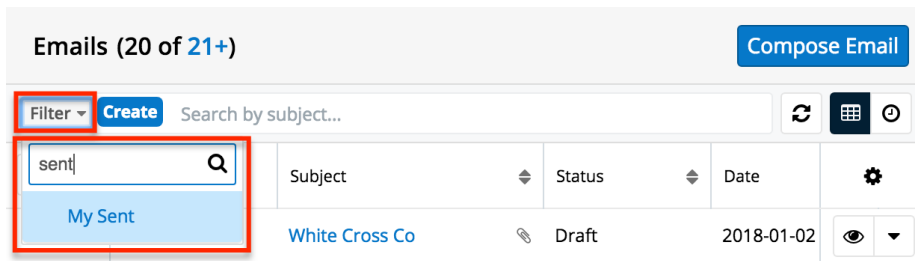 Emails (20 of 21+)
Compose Email
Filter Create Search by subject...
sent
Subject Status Date
My Sent
White Cross Co Draft 2018-01-02